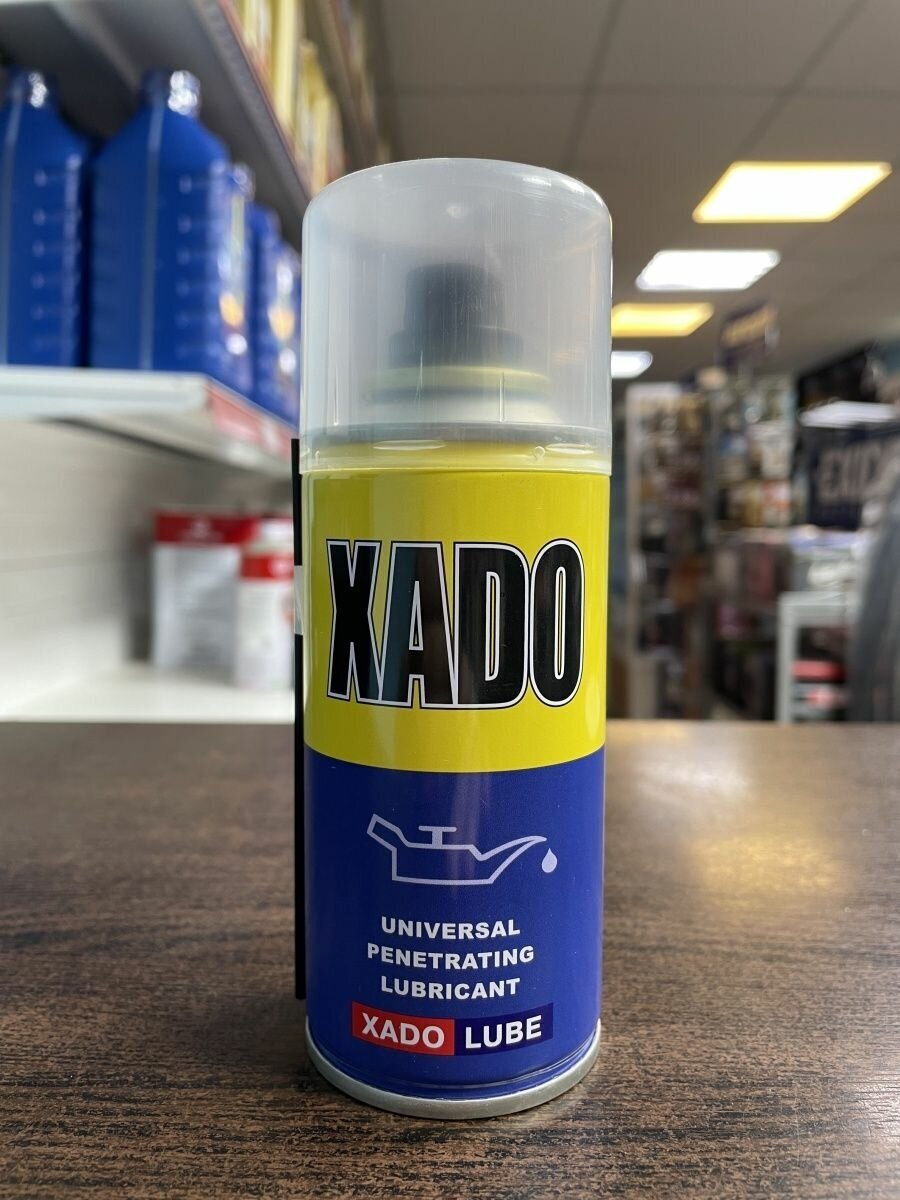 XADO
UNIVERSAL
PENETRATING
LUBRICANT
XADO LUBE